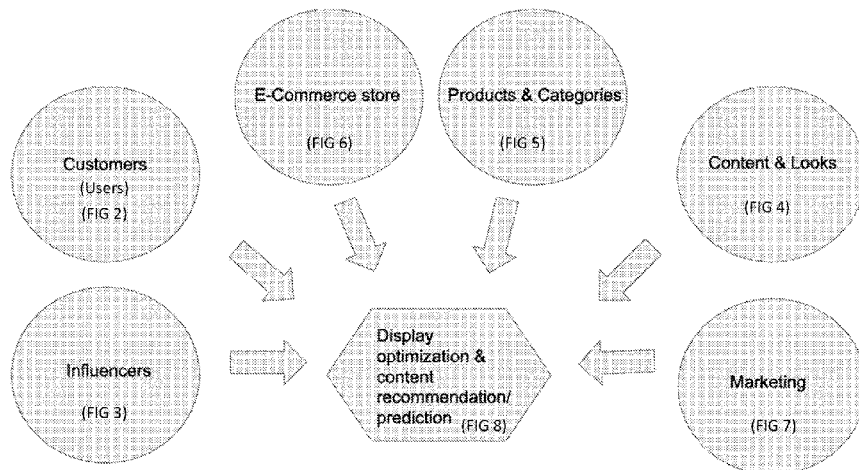 E-Commerce store
(FIG 6)
Products & Categories
(FIG 5)
Customers
(Users)
(FIG 2)
Content & Looks
(FIG 4)
Influencers
(FIG 3)
Display
optimization &
content
recommendation/
prediction (FIG 8)
Marketing
(FIG 7)